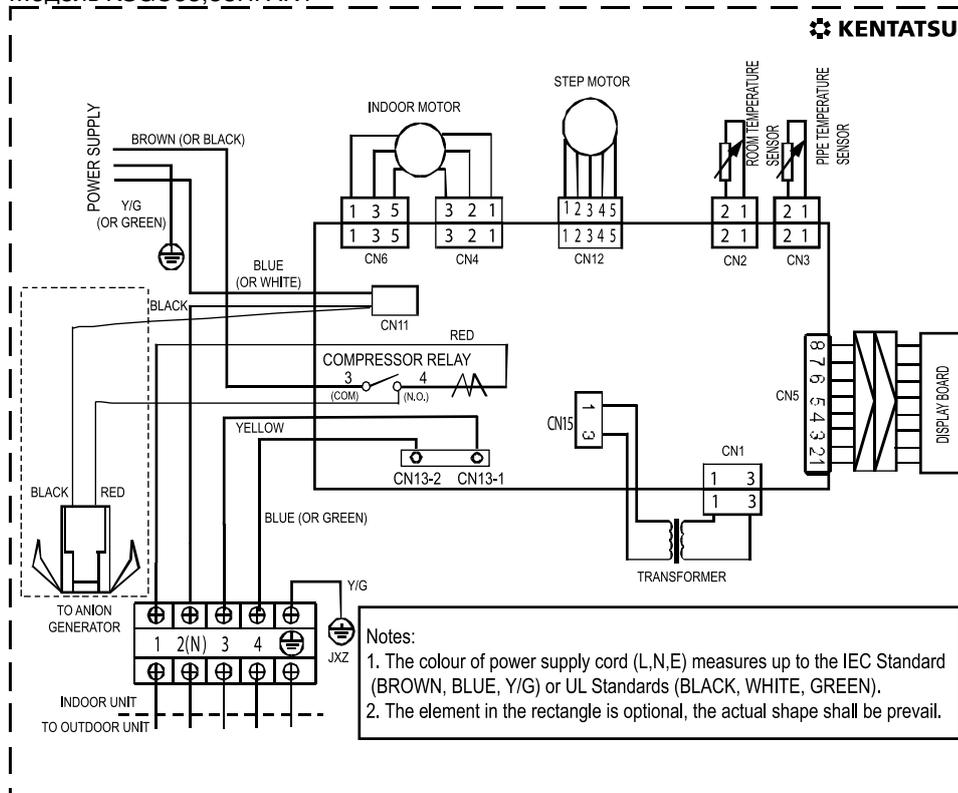 KENTATSU
STEP MOTOR
INDOOR MOTOR
ROOM TEMPERATURE
SENSOR
PIPE TEMPERATURE
SENSOR
POWER SUPPLY
BROWN (OR BLACK)
Y/G
(OR GREEN)
1 3 5
3 2 1
1 2 3 4 5
2 1
2 1
1 3 5
3 2 1
1 2 3 4 5
2 1
2 1
CN6
CN4
CN12
CN2
CN3
BLUE
(OR WHITE)
BLACK
CN11
RED
COMPRESSOR RELAY
3
4
(COM)
(N.O.)
8 7 6 5 4 3 2 1
CN5
DISPLAY BOARD
CN15
1 3
YELLOW
CN13-2
CN13-1
CN1
1 3
1 3
BLACK
RED
BLUE (OR GREEN)
TRANSFORMER
TO ANION
GENERATOR
Y/G
JXZ
1 2(N) 3 4
INDOOR UNIT
TO OUTDOOR UNIT
Notes:
1. The colour of power supply cord (L,N,E) measures up to the IEC Standard
(BROWN, BLUE, Y/G) or UL Standards (BLACK, WHITE, GREEN).
2. The element in the rectangle is optional, the actual shape shall be prevail.